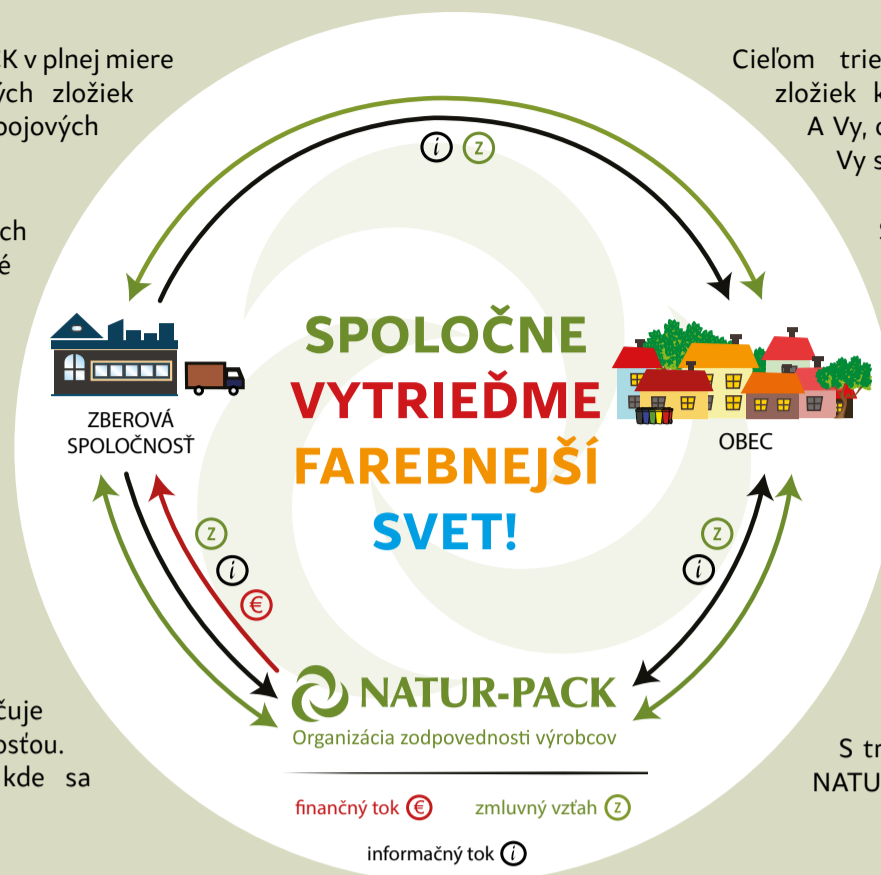 K v plnej miere
ých zložiek
pojových
ch
é
Cieľom trie
zložiek k
A Vy, o
Vy s
S
i z
SPOLOČNE
VYTRIEĎME
FAREBNEJŠÍ
SVET!
ZBEROVÁ
SPOLOČNOSŤ
OBEC
z
i
€
z
i
NATUR-PACK
Organizácia zodpovednosti výrobcov
finančný tok €
zmluvný vzťah z
informačný tok i
čuje
osťou.
kde sa
S tr
NATU